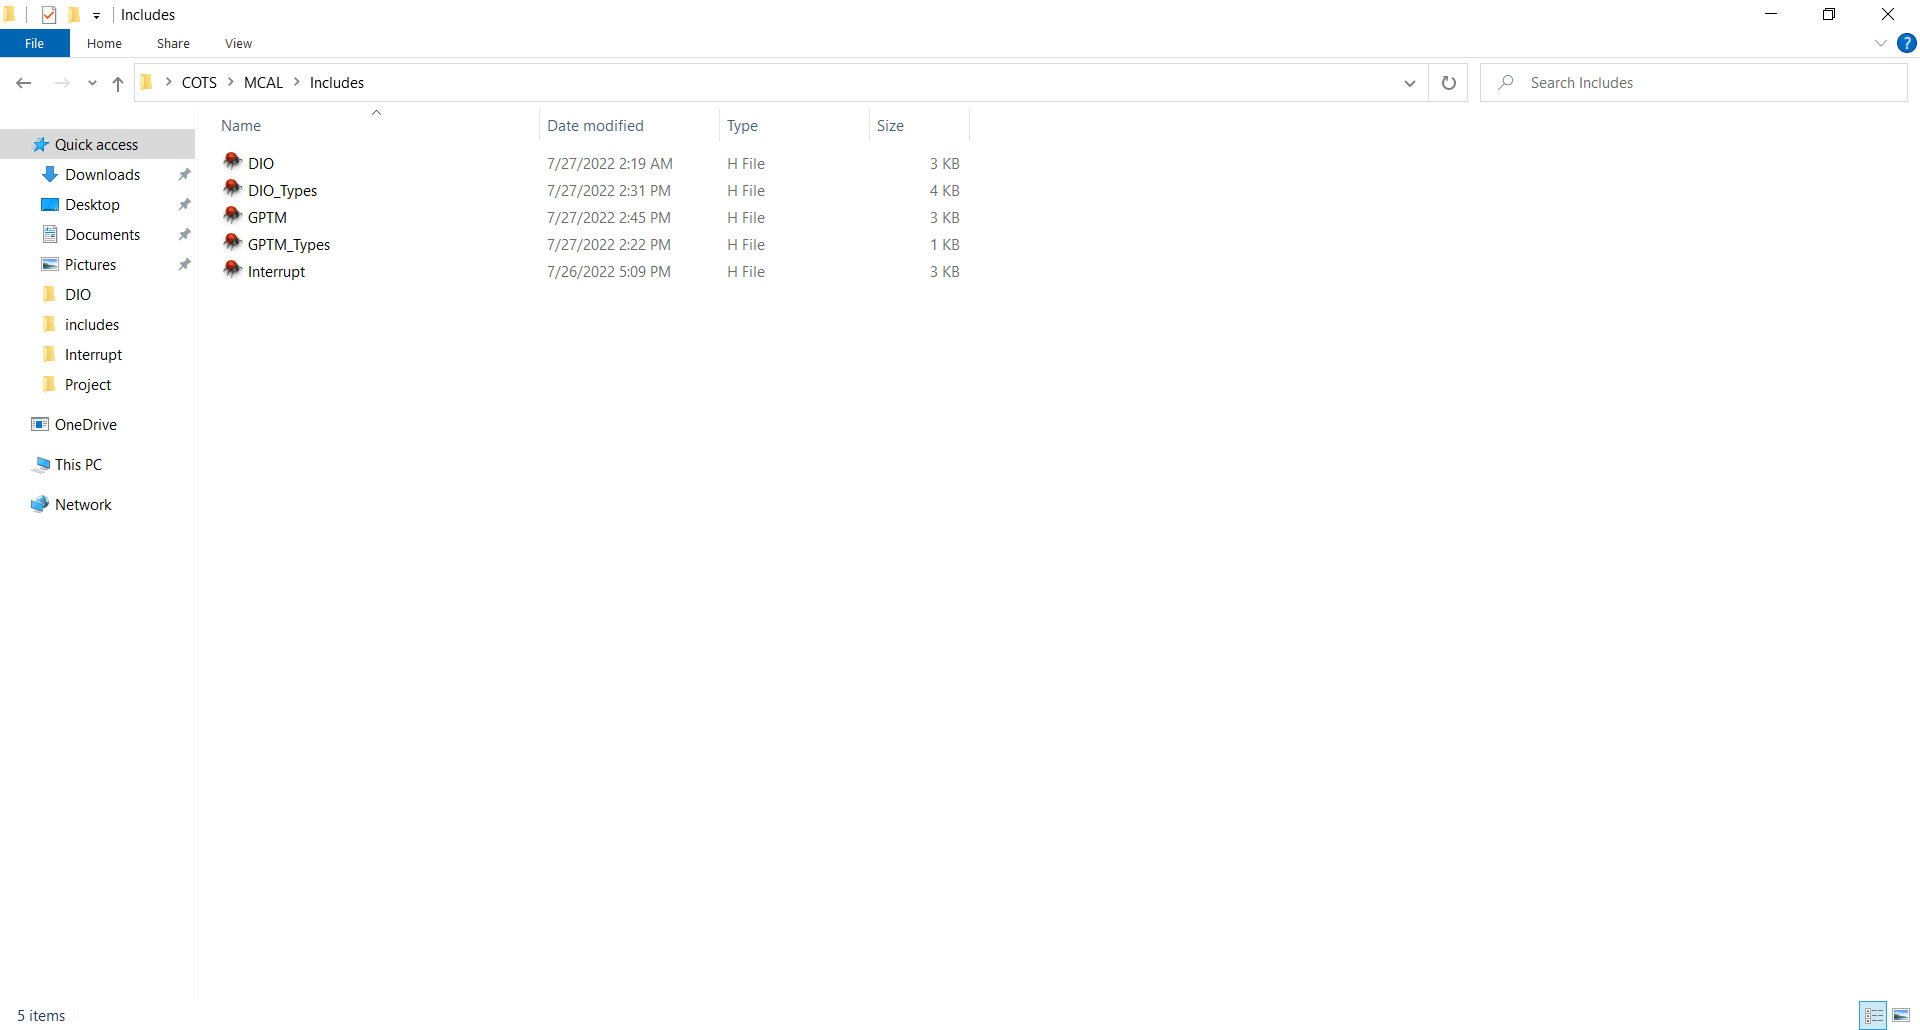 Includes
File Home Share View
COTS MCAL Includes Search Includes
Name Date modified Type Size
Quick access
Downloads
Desktop
Documents
Pictures
DIO
includes
Interrupt
Project
OneDrive
This PC
Network
DIO 7/27/2022 2:19 AM H File 3 KB
DIO_Types 7/27/2022 2:31 PM H File 4 KB
GPTM 7/27/2022 2:45 PM H File 3 KB
GPTM_Types 7/27/2022 2:22 PM H File 1 KB
Interrupt 7/26/2022 5:09 PM H File 3 KB
5 items